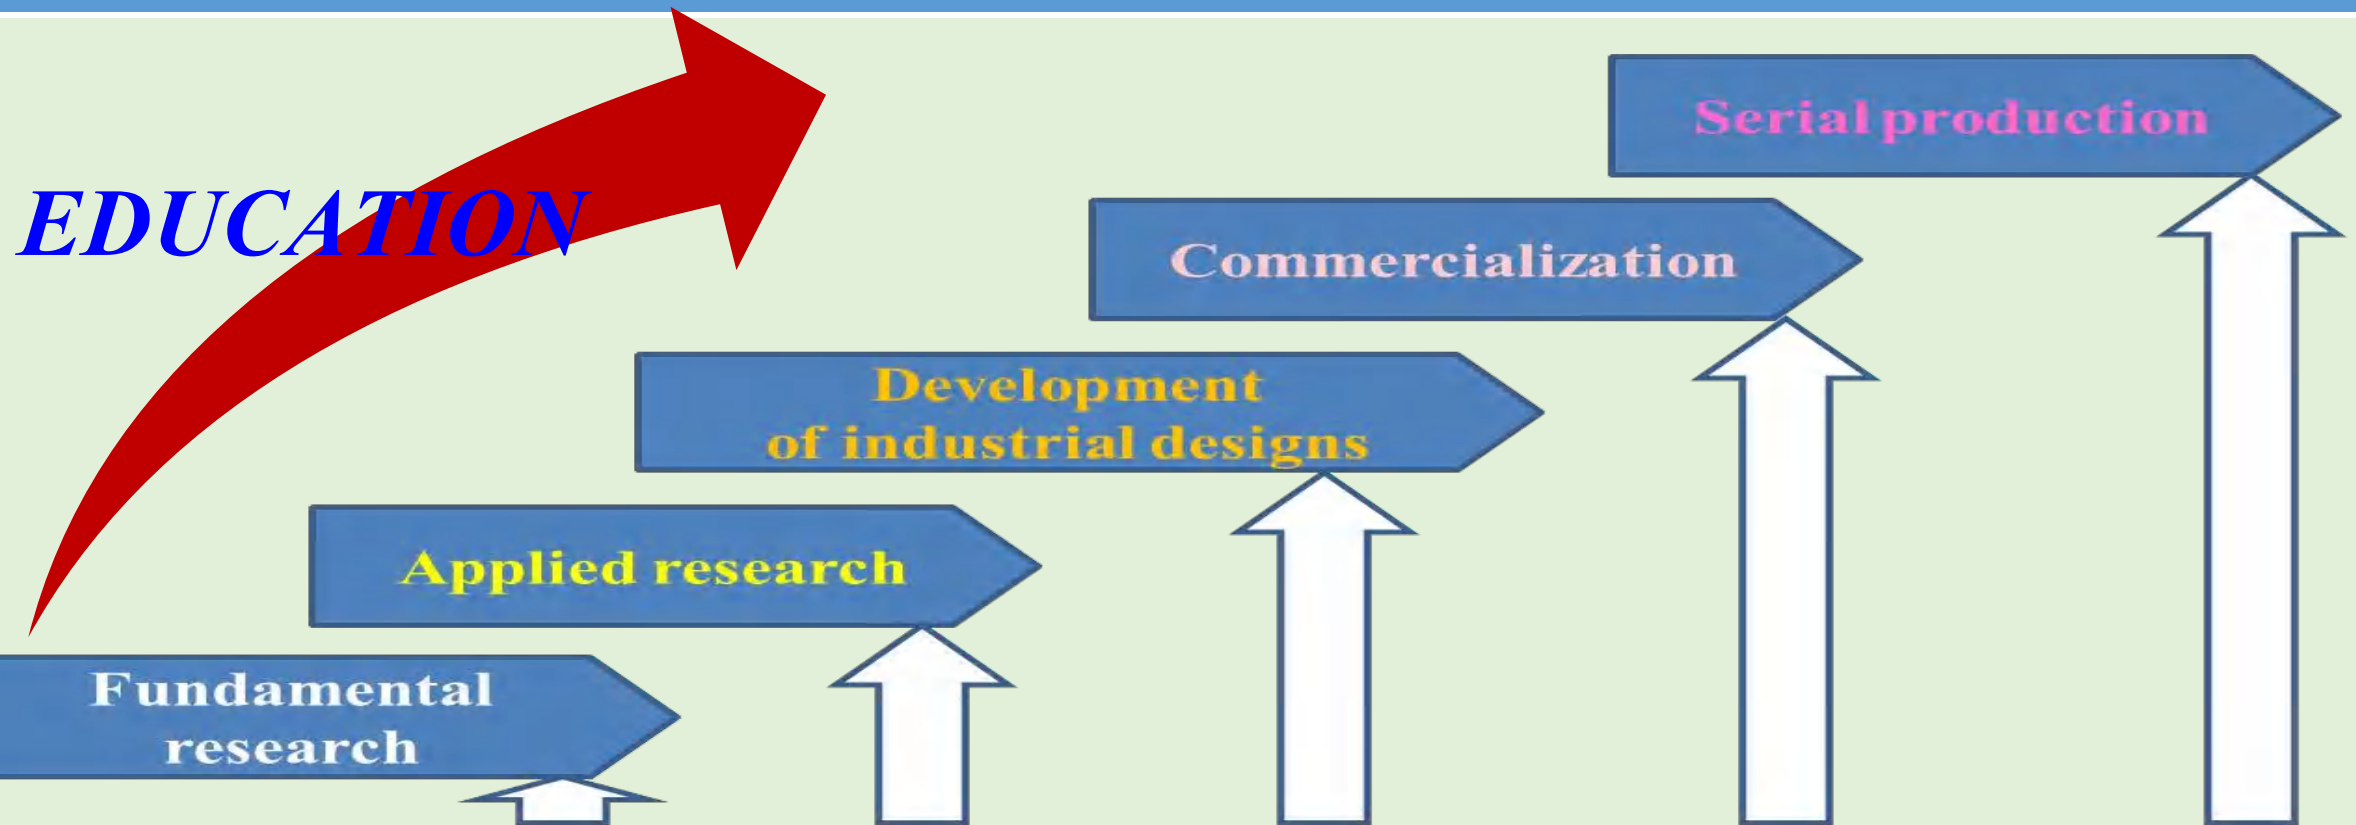 EDUCATION
Serial production
Commercialization
Development
of industrial designs
Applied research
Fundamental
research